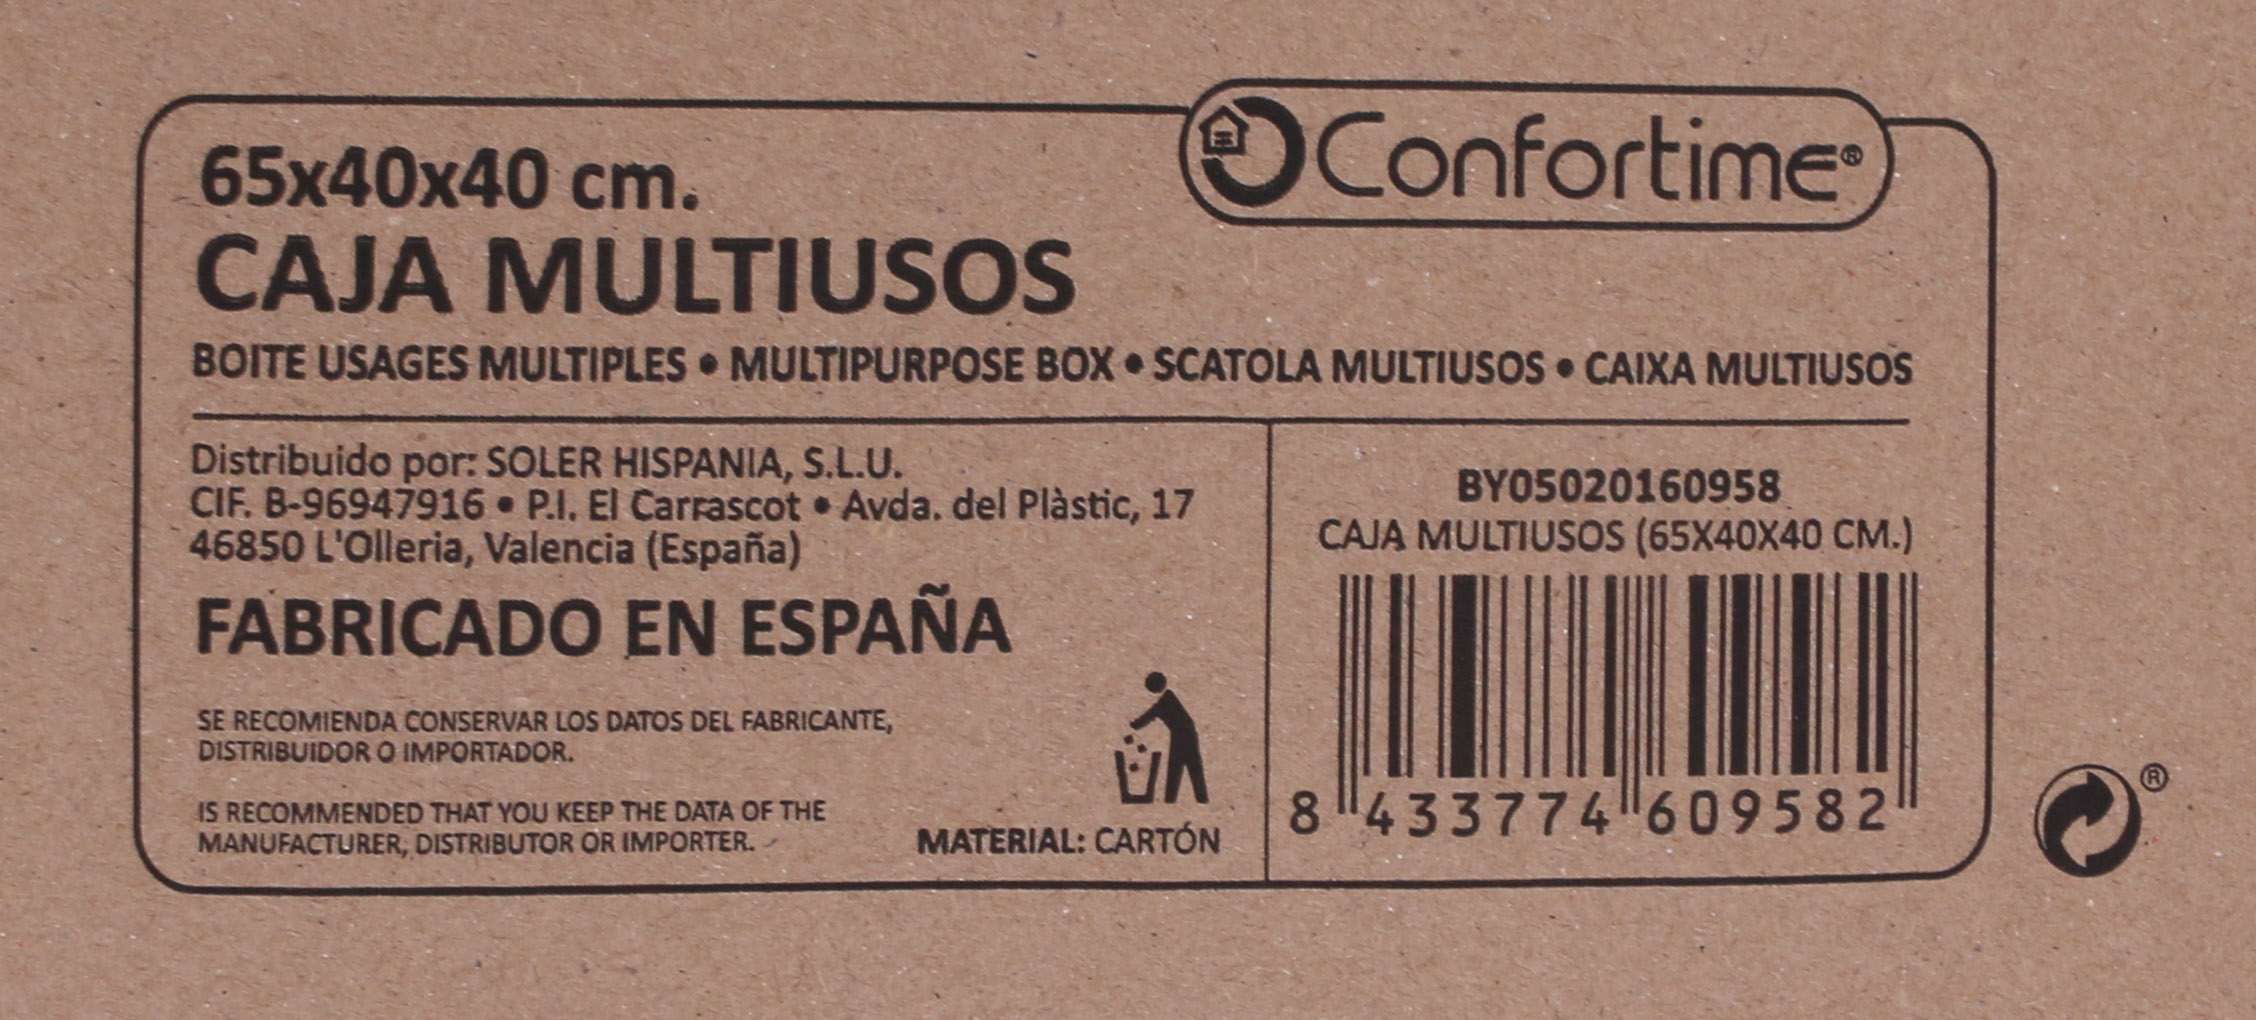 Confortime®
65x40x40 cm.
CAJA MULTIUSOS
BOITE USAGES MULTIPLES • MULTIPURPOSE BOX • SCATOLA MULTIUSOS • CAIXA MULTIUSOS
Distribuido por: SOLER HISPANIA, S.L.U.
CIF. B-96947916 • P.I. El Carrascot • Avda. del Plàstic, 17
46850 L'Olleria, Valencia (España)
FABRICADO EN ESPAÑA
SE RECOMIENDA CONSERVAR LOS DATOS DEL FABRICANTE,
DISTRIBUIDOR O IMPORTADOR.
IS RECOMMENDED THAT YOU KEEP THE DATA OF THE
MANUFACTURER, DISTRIBUTOR OR IMPORTER.
MATERIAL: CARTÓN
BY05020160958
CAJA MULTIUSOS (65X40X40 CM.)
8 433774 609582
®